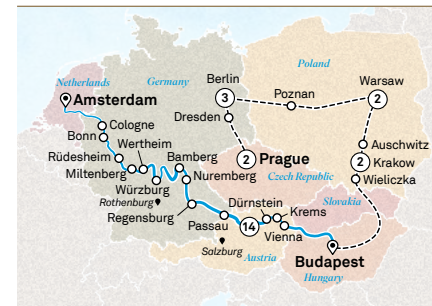 Poland
Netherlands
Germany
Berlin
Warsaw
3
2
Poznan
Amsterdam
Dresden
Cologne
Bonn
Auschwitz
Wertheim
Bamberg
2
Prague
2
Krakow
Rüdesheim
Czech Republic
Wieliczka
Miltenberg
Nuremberg
Würzburg
Slovakia
Rothenburg
Dürnstein
Krems
Regensburg
Passau
14
Vienna
Salzburg
Austria
Budapest
Hungary